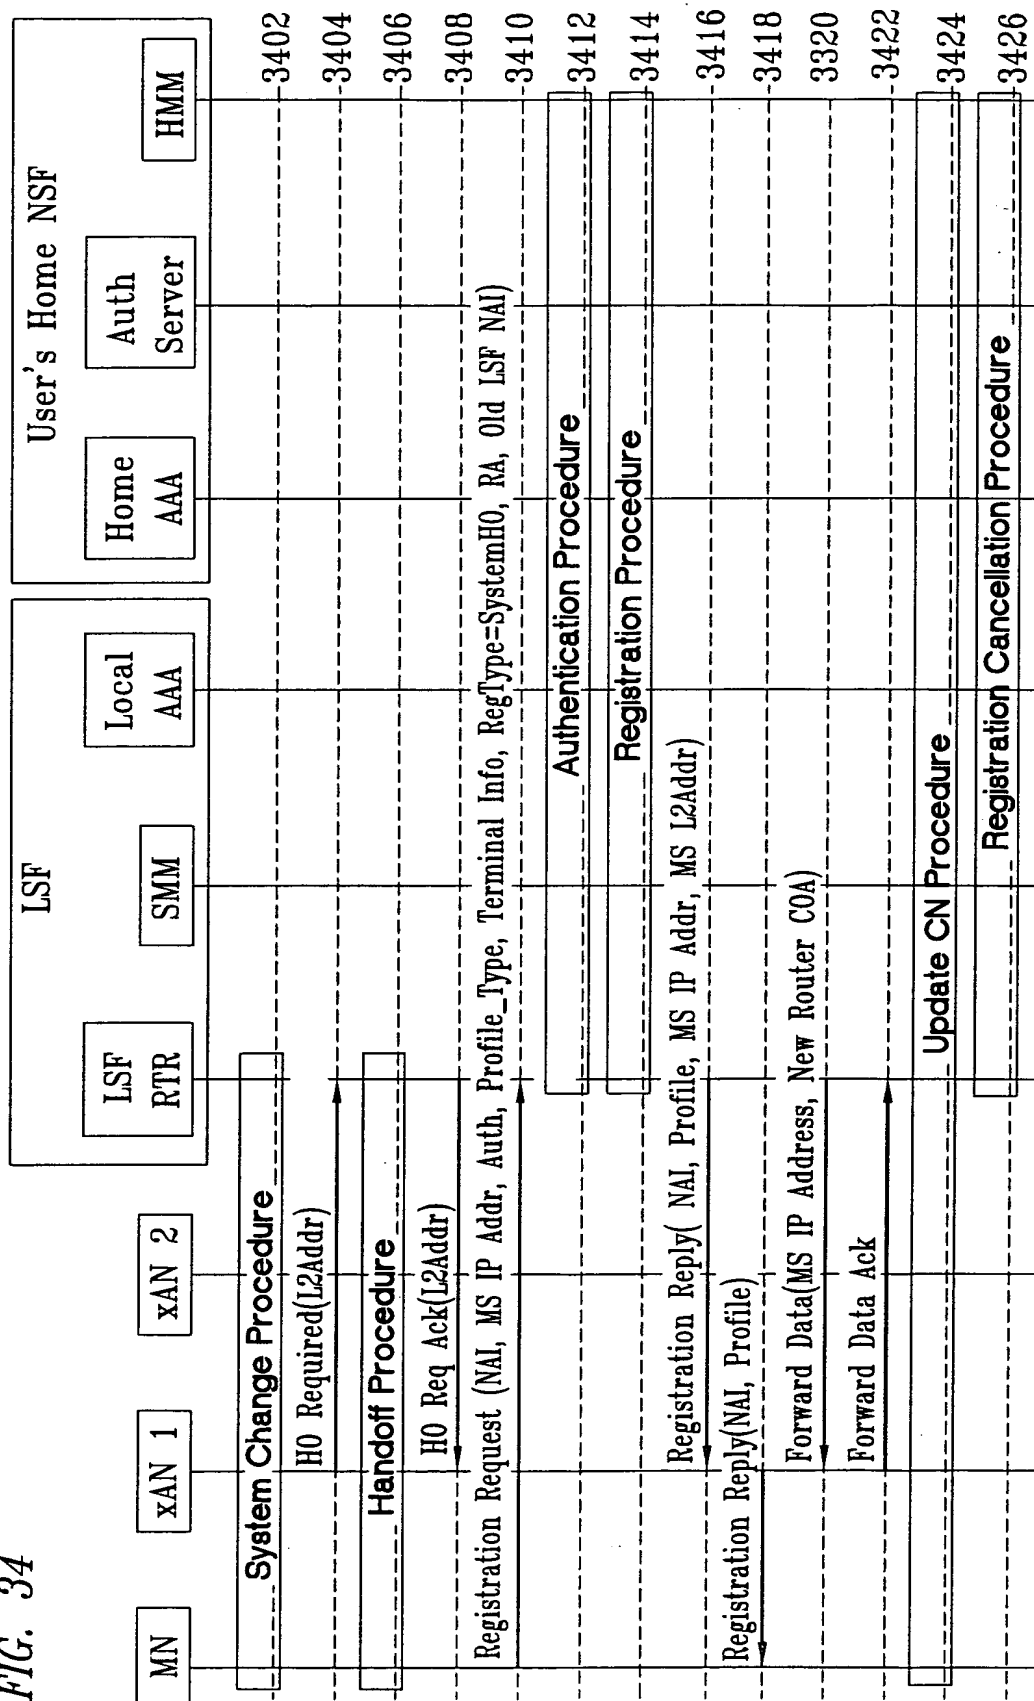 FIG. 34
LSF
User's Home NSF
MN
xAN 1
xAN 2
LSF
RTR
SMM
Local
AAA
Home
AAA
Auth
Server
HMM
System Change Procedure
3402
HO Required(L2Addr)
3404
Handoff Procedure
3406
HO Req Ack(L2Addr)
3408
Registration Request (NAI, MS IP Addr, Auth, Profile_Type, Terminal Info, RegType=SystemHO, RA, Old LSF NAI)
3410
Authentication Procedure
3412
Registration Procedure
3414
Registration Reply( NAI, Profile, MS IP Addr, MS L2Addr)
3416
Registration Reply(NAI, Profile)
3418
Forward Data(MS IP Address, New Router COA)
3320
Forward Data Ack
3422
Update CN Procedure
3424
Registration Cancellation Procedure
3426